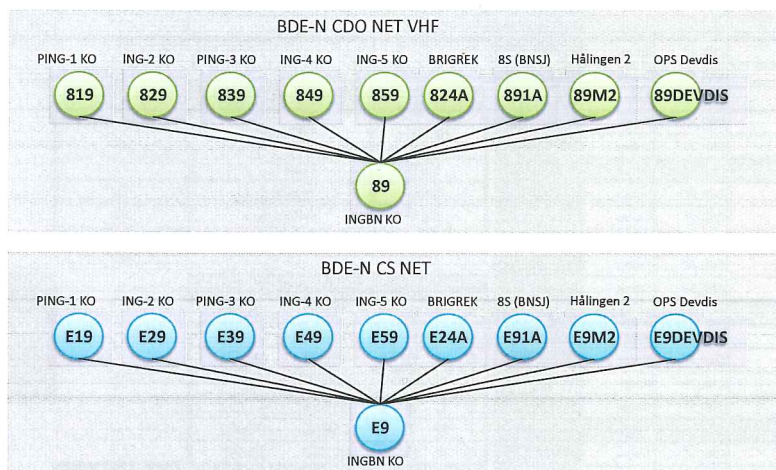 BDE-N CDO NET VHF
PING-1 KO ING-2 KO PING-3 KO ING-4 KO ING-5 KO BRIGREK 8S (BNSJ) Hålingen 2 OPS Devdis
819 829 839 849 859 824A 891A 89M2 89DEVDIS
89
INGBN KO
BDE-N CS NET
PING-1 KO ING-2 KO PING-3 KO ING-4 KO ING-5 KO BRIGREK 8S (BNSJ) Hålingen 2 OPS Devdis
E19 E29 E39 E49 E59 E24A E91A E9M2 E9DEVDIS
E9
INGBN KO